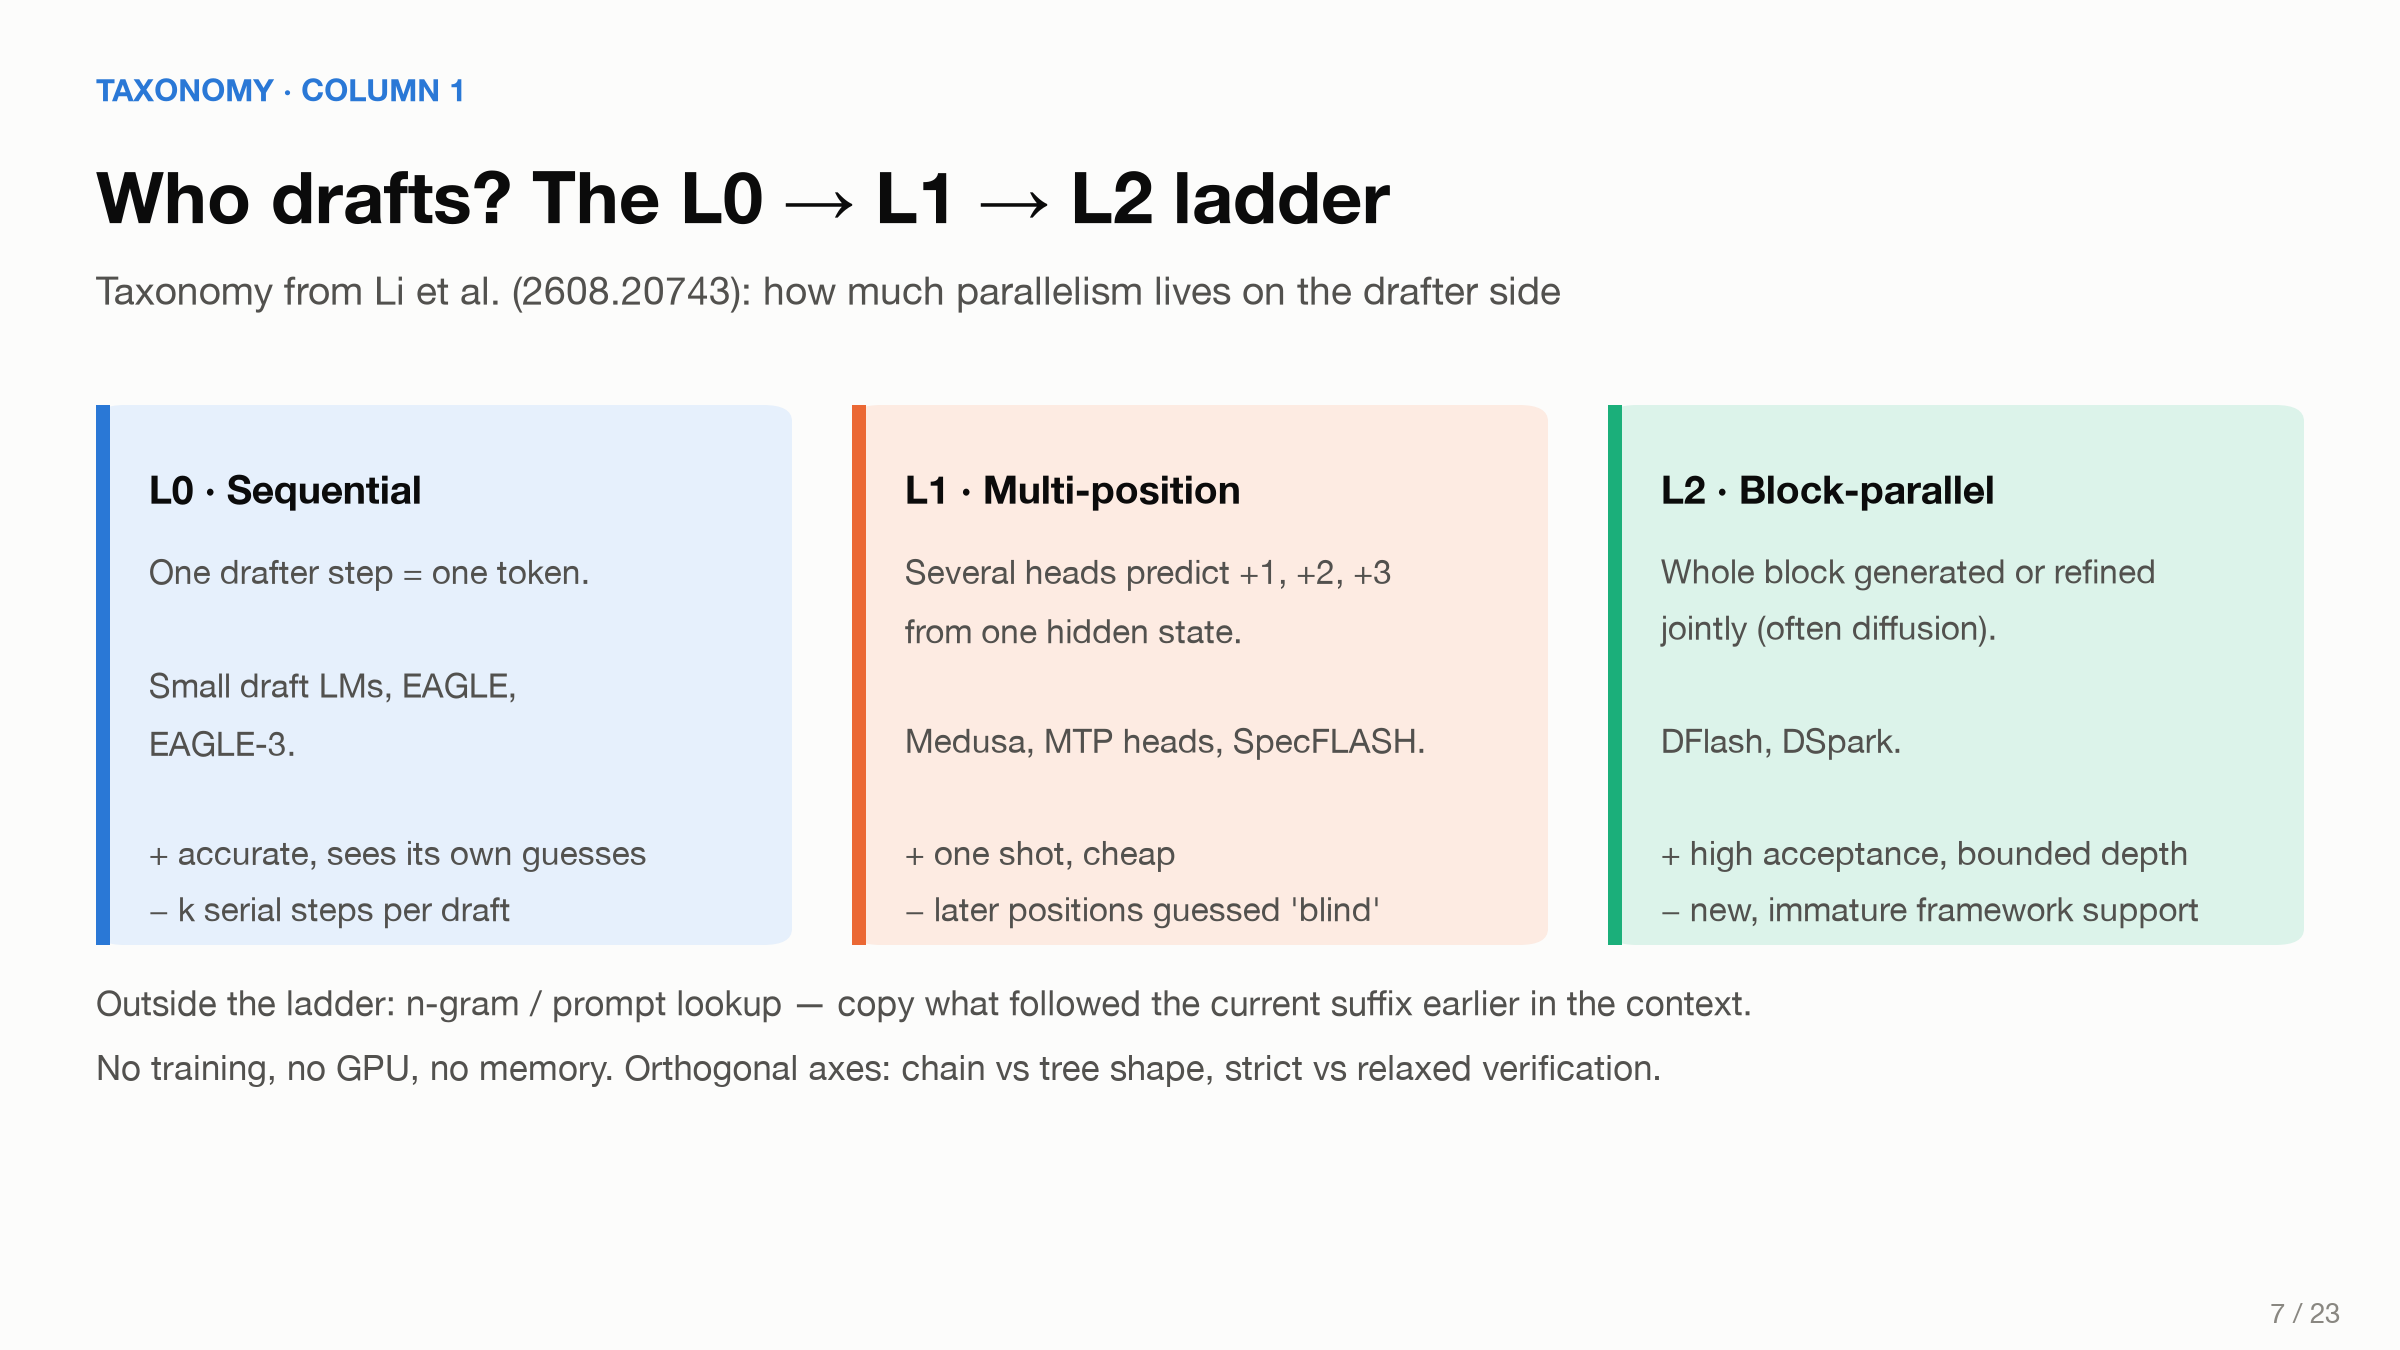 TAXONOMY · COLUMN 1
Who drafts? The L0 → L1 → L2 ladder
Taxonomy from Li et al. (2608.20743): how much parallelism lives on the drafter side
L0 · Sequential
One drafter step = one token.
Small draft LMs, EAGLE,
EAGLE-3.
+ accurate, sees its own guesses
– k serial steps per draft
L1 · Multi-position
Several heads predict +1, +2, +3
from one hidden state.
Medusa, MTP heads, SpecFLASH.
+ one shot, cheap
– later positions guessed 'blind'
L2 · Block-parallel
Whole block generated or refined
jointly (often diffusion).
DFlash, DSpark.
+ high acceptance, bounded depth
– new, immature framework support
Outside the ladder: n-gram / prompt lookup — copy what followed the current suffix earlier in the context.
No training, no GPU, no memory. Orthogonal axes: chain vs tree shape, strict vs relaxed verification.
7 / 23